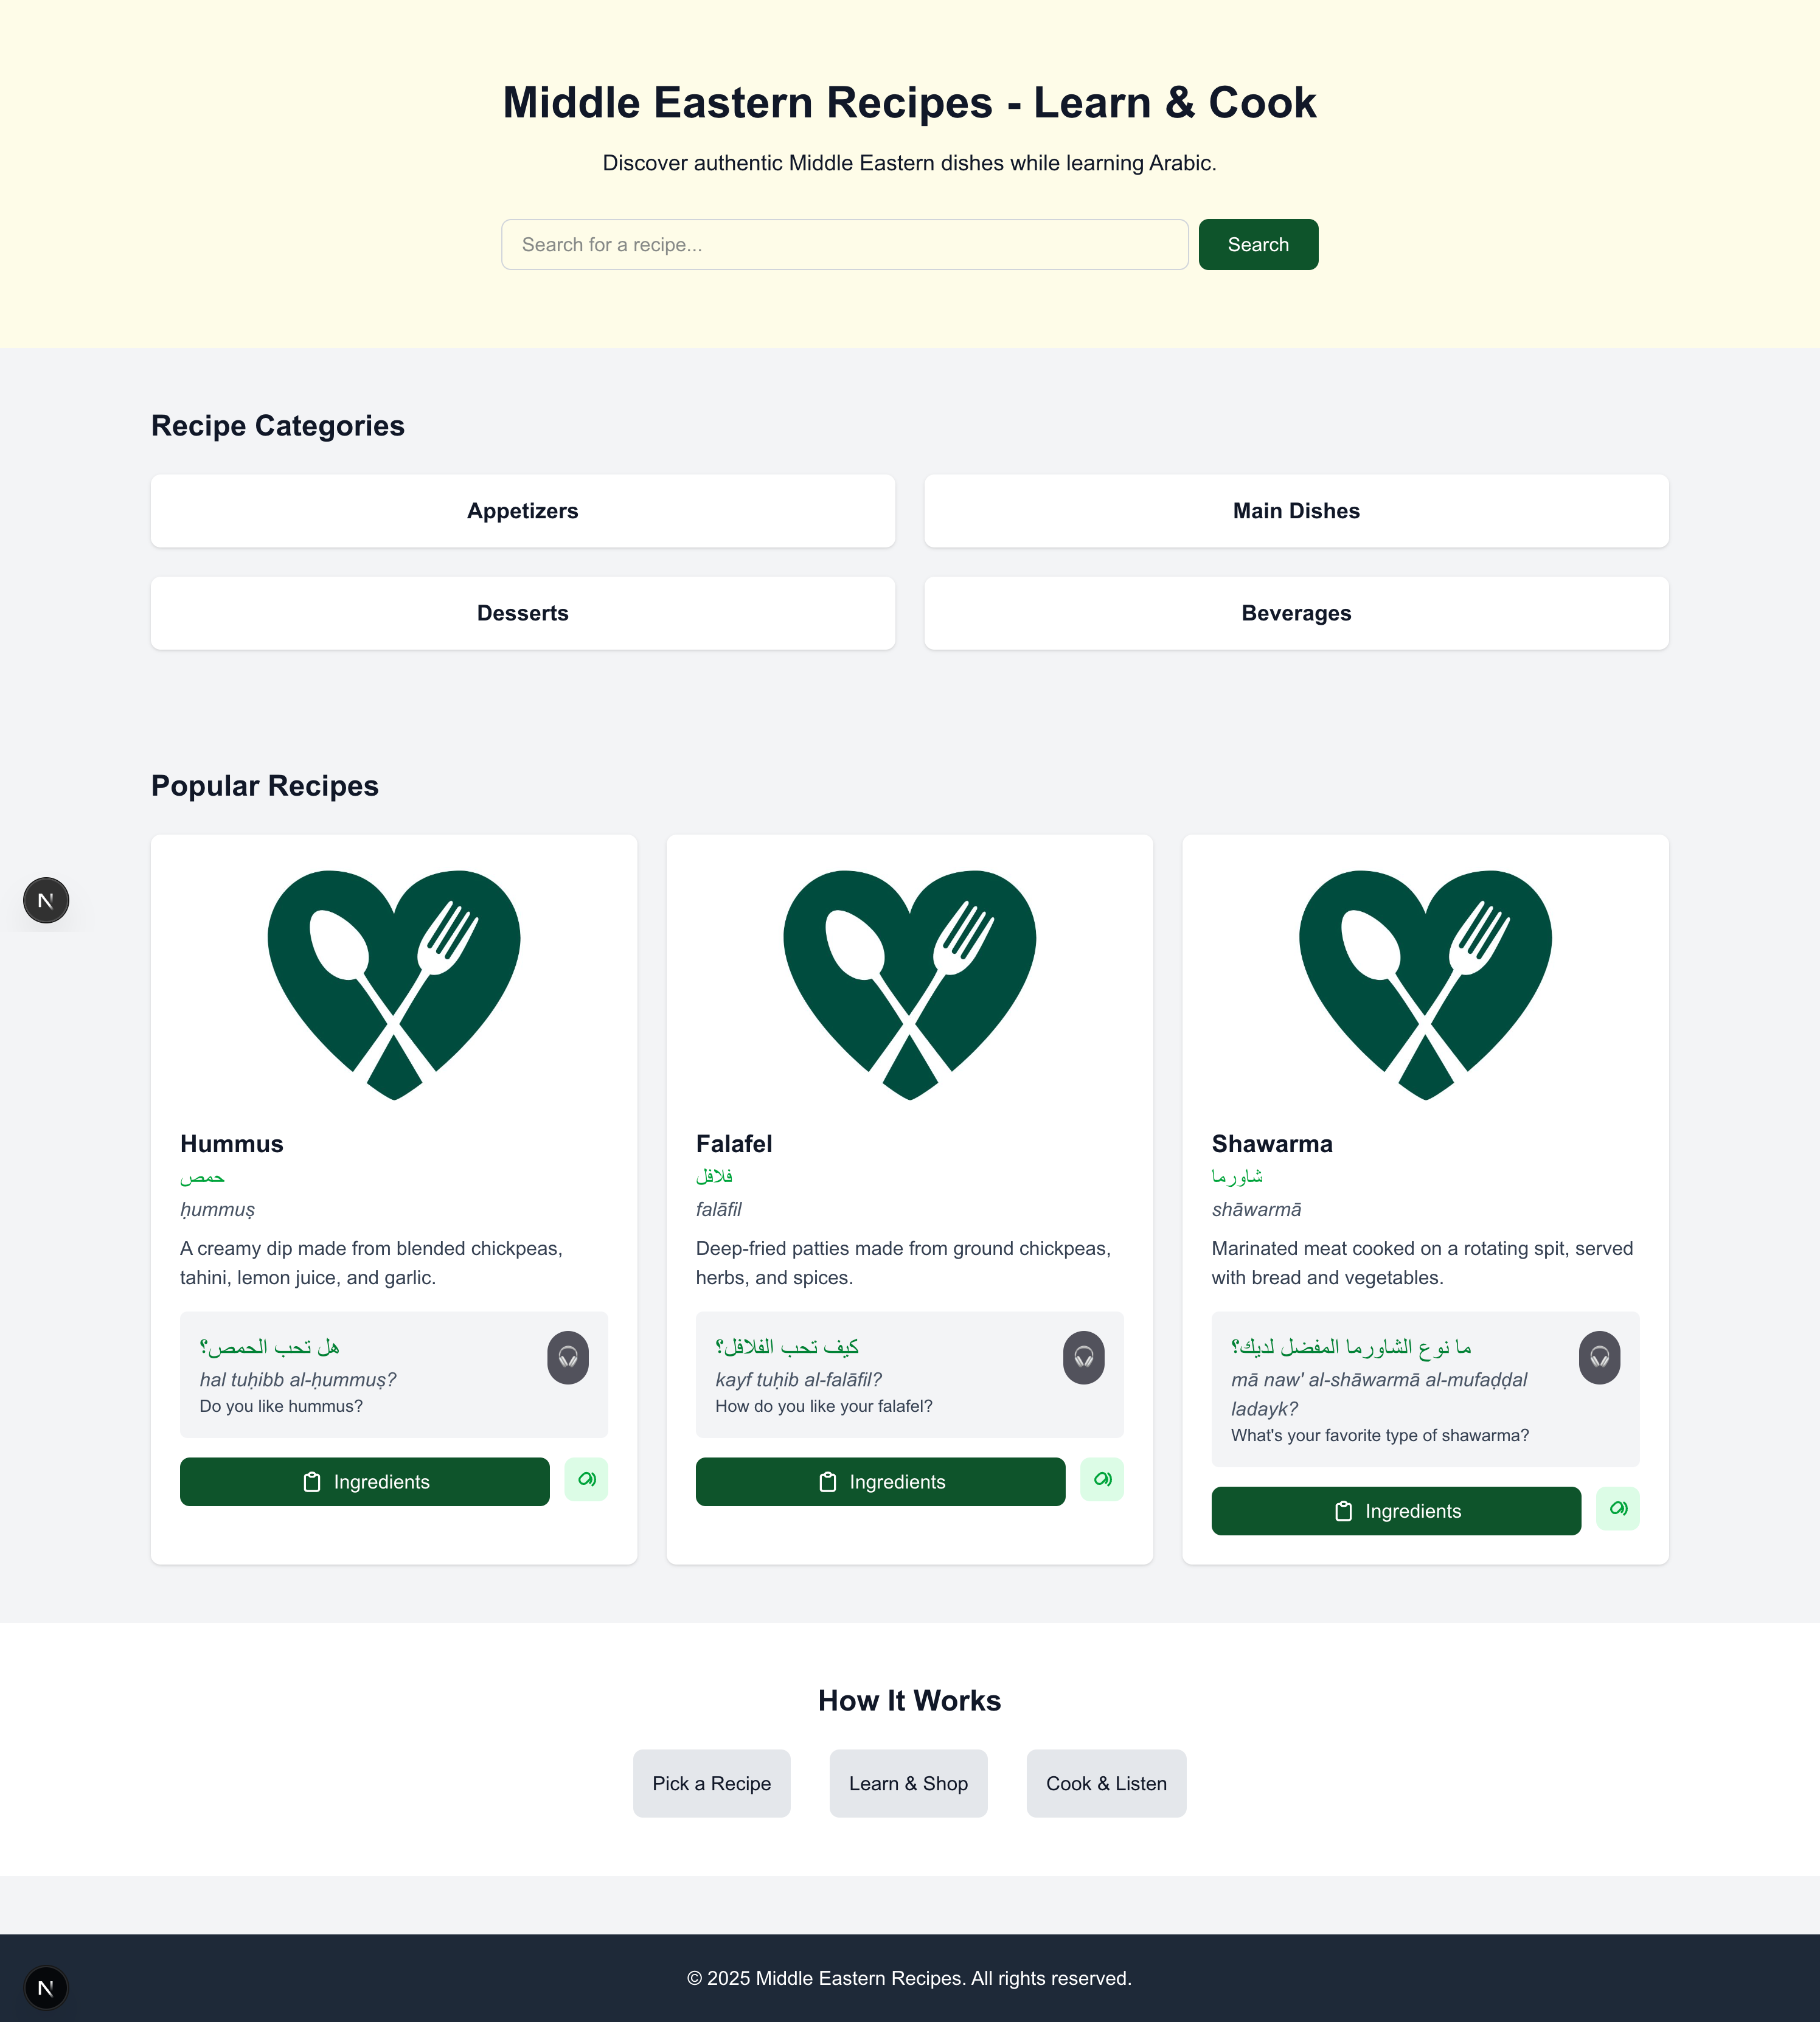 Middle Eastern Recipes - Learn & Cook
Discover authentic Middle Eastern dishes while learning Arabic.
Search for a recipe...
Search
Recipe Categories
Appetizers
Main Dishes
Desserts
Beverages
Popular Recipes
Hummus
حمص
ḥummuṣ
A creamy dip made from blended chickpeas,
tahini, lemon juice, and garlic.
هل تحب الحمص؟
hal tuḥibb al-ḥummuṣ?
Do you like hummus?
Ingredients
Falafel
فلافل
falāfil
Deep-fried patties made from ground chickpeas,
herbs, and spices.
كيف تحب الفلافل؟
kayf tuḥib al-falāfil?
How do you like your falafel?
Ingredients
Shawarma
شاورما
shāwarmā
Marinated meat cooked on a rotating spit, served
with bread and vegetables.
ما نوع الشاورما المفضل لديك؟
mā naw' al-shāwarmā al-mufaḍḍal
ladayk?
What's your favorite type of shawarma?
Ingredients
N
How It Works
Pick a Recipe
Learn & Shop
Cook & Listen
© 2025 Middle Eastern Recipes. All rights reserved.
N